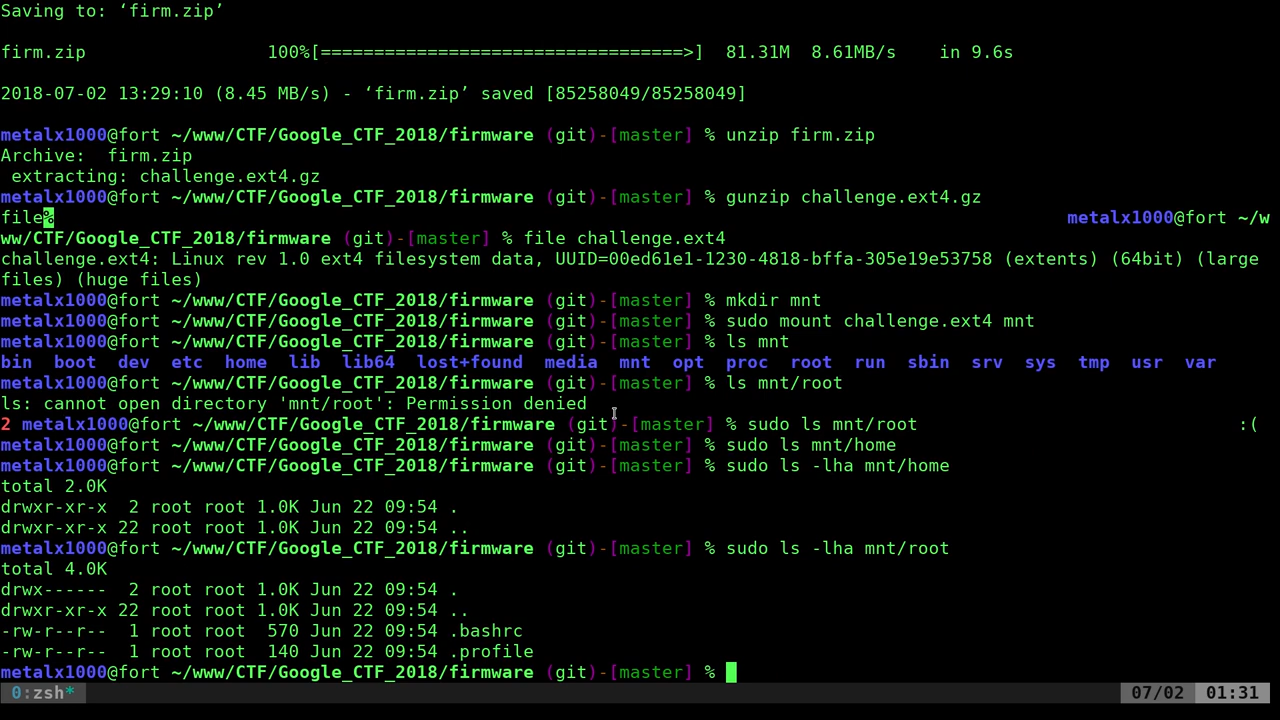 Saving to: ‘firm.zip’
firm.zip 100%[==================================>] 81.31M 8.61MB/s in 9.6s
2018-07-02 13:29:10 (8.45 MB/s) - ‘firm.zip’ saved [85258049/85258049]
metalx1000@fort ~/www/CTF/Google_CTF_2018/firmware (git)-[master] % unzip firm.zip
Archive: firm.zip
extracting: challenge.ext4.gz
metalx1000@fort ~/www/CTF/Google_CTF_2018/firmware (git)-[master] % gunzip challenge.ext4.gz
file% metalx1000@fort ~/w
ww/CTF/Google_CTF_2018/firmware (git)-[master] % file challenge.ext4
challenge.ext4: Linux rev 1.0 ext4 filesystem data, UUID=00ed61e1-1230-4818-bffa-305e19e53758 (extents) (64bit) (large
files) (huge files)
metalx1000@fort ~/www/CTF/Google_CTF_2018/firmware (git)-[master] % mkdir mnt
metalx1000@fort ~/www/CTF/Google_CTF_2018/firmware (git)-[master] % sudo mount challenge.ext4 mnt
metalx1000@fort ~/www/CTF/Google_CTF_2018/firmware (git)-[master] % ls mnt
bin boot dev etc home lib lib64 lost+found media mnt opt proc root run sbin srv sys tmp usr var
metalx1000@fort ~/www/CTF/Google_CTF_2018/firmware (git)-[master] % ls mnt/root
ls: cannot open directory 'mnt/root': Permission denied
2 metalx1000@fort ~/www/CTF/Google_CTF_2018/firmware (git)-[master] % sudo ls mnt/root :(
metalx1000@fort ~/www/CTF/Google_CTF_2018/firmware (git)-[master] % sudo ls mnt/home
metalx1000@fort ~/www/CTF/Google_CTF_2018/firmware (git)-[master] % sudo ls -lha mnt/home
total 2.0K
drwxr-xr-x 2 root root 1.0K Jun 22 09:54 .
drwxr-xr-x 22 root root 1.0K Jun 22 09:54 ..
metalx1000@fort ~/www/CTF/Google_CTF_2018/firmware (git)-[master] % sudo ls -lha mnt/root
total 4.0K
drwx------ 2 root root 1.0K Jun 22 09:54 .
drwxr-xr-x 22 root root 1.0K Jun 22 09:54 ..
-rw-r--r-- 1 root root 570 Jun 22 09:54 .bashrc
-rw-r--r-- 1 root root 140 Jun 22 09:54 .profile
metalx1000@fort ~/www/CTF/Google_CTF_2018/firmware (git)-[master] %
0:zsh* 07/02 01:31